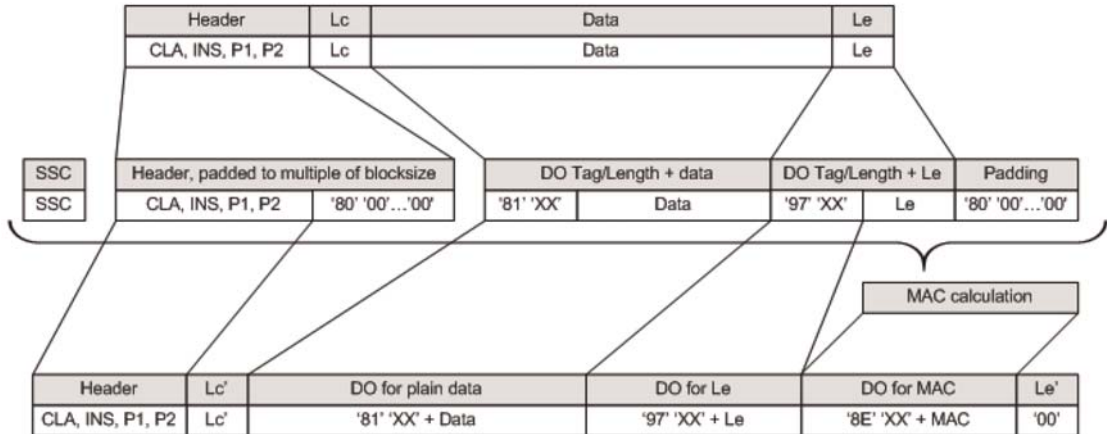 Header Lc Data Le
CLA, INS, P1, P2 Lc Data Le
SSC Header, padded to multiple of blocksize DO Tag/Length + data DO Tag/Length + Le Padding
SSC CLA, INS, P1, P2 '80' '00'...'00' '81' 'XX' Data '97' 'XX' Le '80' '00'...'00'
MAC calculation
Header Lc' DO for plain data DO for Le DO for MAC Le'
CLA, INS, P1, P2 Lc' '81' 'XX' + Data '97' 'XX' + Le '8E' 'XX' + MAC '00'